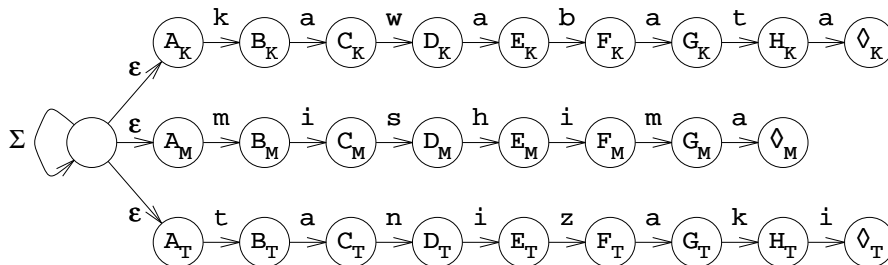 k a w a b a t a
ε A_K B_K C_K D_K E_K F_K G_K H_K ◊_K
m i s h i m a
Σ ε A_M B_M C_M D_M E_M F_M G_M ◊_M
t a n i z a k i
ε A_T B_T C_T D_T E_T F_T G_T H_T ◊_T